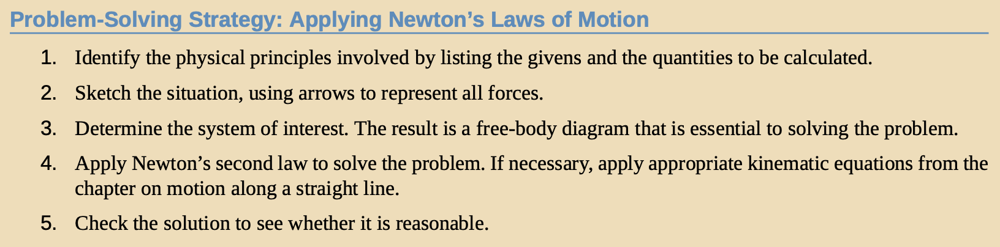 Problem-Solving Strategy: Applying Newton’s Laws of Motion
1. Identify the physical principles involved by listing the givens and the quantities to be calculated.
2. Sketch the situation, using arrows to represent all forces.
3. Determine the system of interest. The result is a free-body diagram that is essential to solving the problem.
4. Apply Newton’s second law to solve the problem. If necessary, apply appropriate kinematic equations from the
chapter on motion along a straight line.
5. Check the solution to see whether it is reasonable.